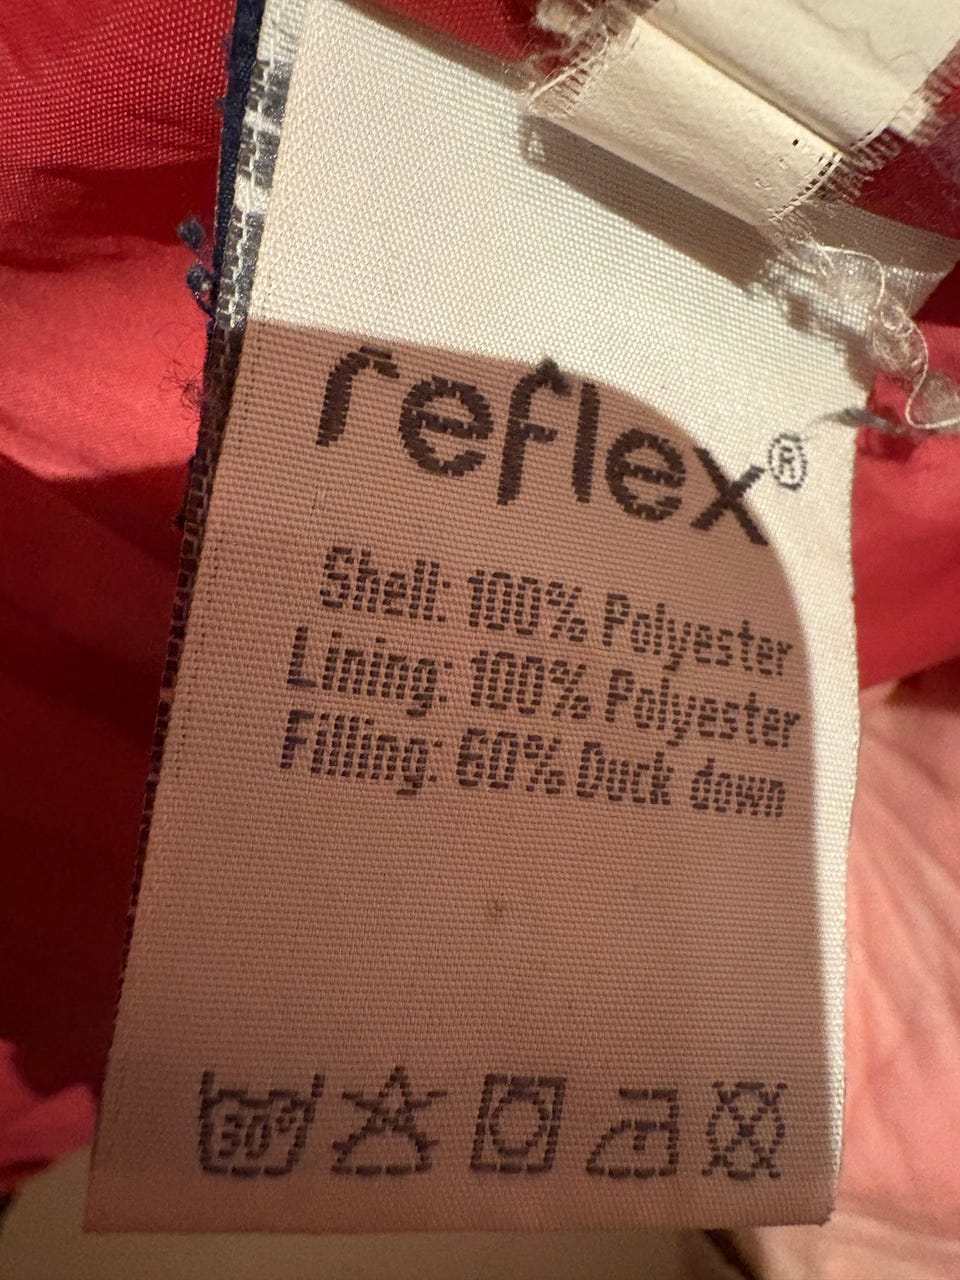 reflex®
Shell: 100% Polyester
Lining: 100% Polyester
Filling: 60% Duck down
30°